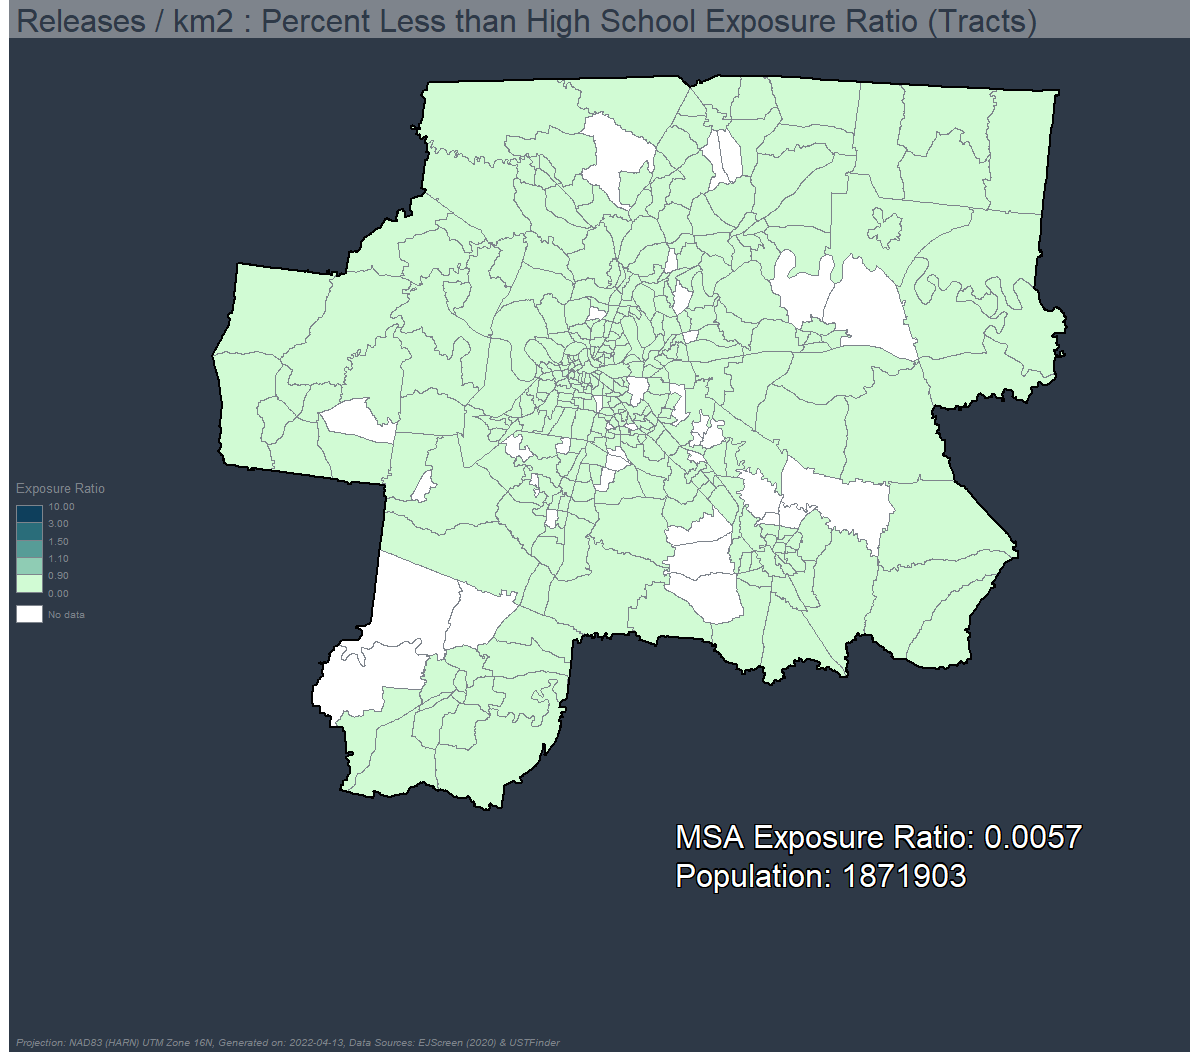 Releases / km2 : Percent Less than High School Exposure Ratio (Tracts)
Exposure Ratio
10.00
3.00
1.50
1.10
0.90
0.00
No data
MSA Exposure Ratio: 0.0057
Population: 1871903
Projection: NAD83 (HARN) UTM Zone 16N, Generated on: 2022-04-13, Data Sources: EJScreen (2020) & USTFinder